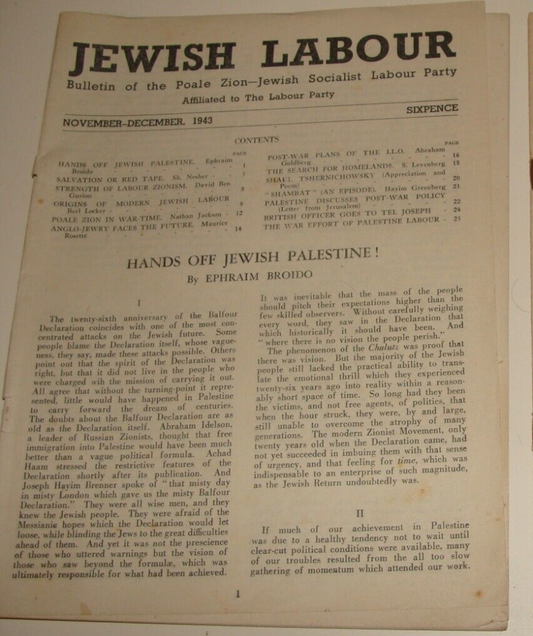 JEWISH LABOUR
Bulletin of the Poale Zion—Jewish Socialist Labour Party
Affiliated to The Labour Party
NOVEMBER–DECEMBER, 1943
SIXPENCE
CONTENTS
PAGE
HANDS OFF JEWISH PALESTINE. Ephraim
Broido - 1
SALVATION OR RED TAPE. Sh. Nesher -
STRENGTH OF LABOUR ZIONISM. David Ben
Gurion
ORIGINS OF MODERN JEWISH LABOUR
Berl Locker - 9
POALE ZION IN WAR-TIME. Nathan Jackson - 12
ANGLO-JEWRY FACES THE FUTURE. Maurice
Rosette 14
PAGE
POST-WAR PLANS OF THE I.L.O. Abraham
Goldberg 16
THE SEARCH FOR HOMELANDS. S. Levenberg 18
SHAUL TSHERNICHOWSKY (Appreciation and
Poem) - 20
"SHAMBAT" (AN EPISODE). Hayim Greenberg 21
PALESTINE DISCUSSES POST-WAR POLICY
(Letter from Jerusalem) - 22
BRITISH OFFICER GOES TO TEL JOSEPH - 24
THE WAR EFFORT OF PALESTINE LABOUR - 25
HANDS OFF JEWISH PALESTINE!
By EPHRAIM BROIDO
I
The twenty-sixth anniversary of the Balfour
Declaration coincides with one of the most con-
centrated attacks on the Jewish future. Some
people blame the Declaration itself, whose vague-
ness, they say, made these attacks possible. Others
point out that the spirit of the Declaration was
right, but that it did not live in the people who
were charged with the mission of carrying it out.
All agree that without the turning-point it repre-
sented, little would have happened in Palestine
to carry forward the dream of centuries.
The doubts about the Balfour Declaration are as
old as the Declaration itself. Abraham Idelson,
a leader of Russian Zionists, thought that free
immigration into Palestine would have been much
better than a vague political formula. Achad
Haam stressed the restrictive features of the
Declaration shortly after its publication. And
Joseph Hayim Brenner spoke of "that misty day
in misty London which gave us the misty Balfour
Declaration." They were all wise men, and they
knew the Jewish people. They were afraid of the
Messianic hopes which the Declaration would let
loose, while blinding the Jews to the great difficulties
ahead of them. And yet it was not the prescience
of those who uttered warnings but the vision of
those who saw beyond the formulæ, which was
ultimately responsible for what had been achieved.
It was inevitable that the mass of the people
should pitch their expectations higher than the
few skilled observers. Without carefully weighing
every word, they saw in the Declaration that
which historically it should have been. And
"where there is no vision the people perish."
The phenomenon of the Chalutz was proof that
there was vision. But the majority of the Jewish
people still lacked the practical ability to trans-
late the emotional thrill which they experienced
twenty-six years ago into reality within a reason-
ably short space of time. So long had they been
the victims, and not free agents, of politics, that
when the hour struck, they were, by and large,
still unable to overcome the atrophy of many
generations. The modern Zionist Movement, only
twenty years old when the Declaration came, had
not yet succeeded in imbuing them with that sense
of urgency, and that feeling for time, which was
indispensable to an enterprise of such magnitude,
as the Jewish Return undoubtedly was.
II
If much of our achievement in Palestine
was due to a healthy tendency not to wait until
clear-cut political conditions were available, many
of our troubles resulted from the all too slow
gathering of momentum which attended our work.
1